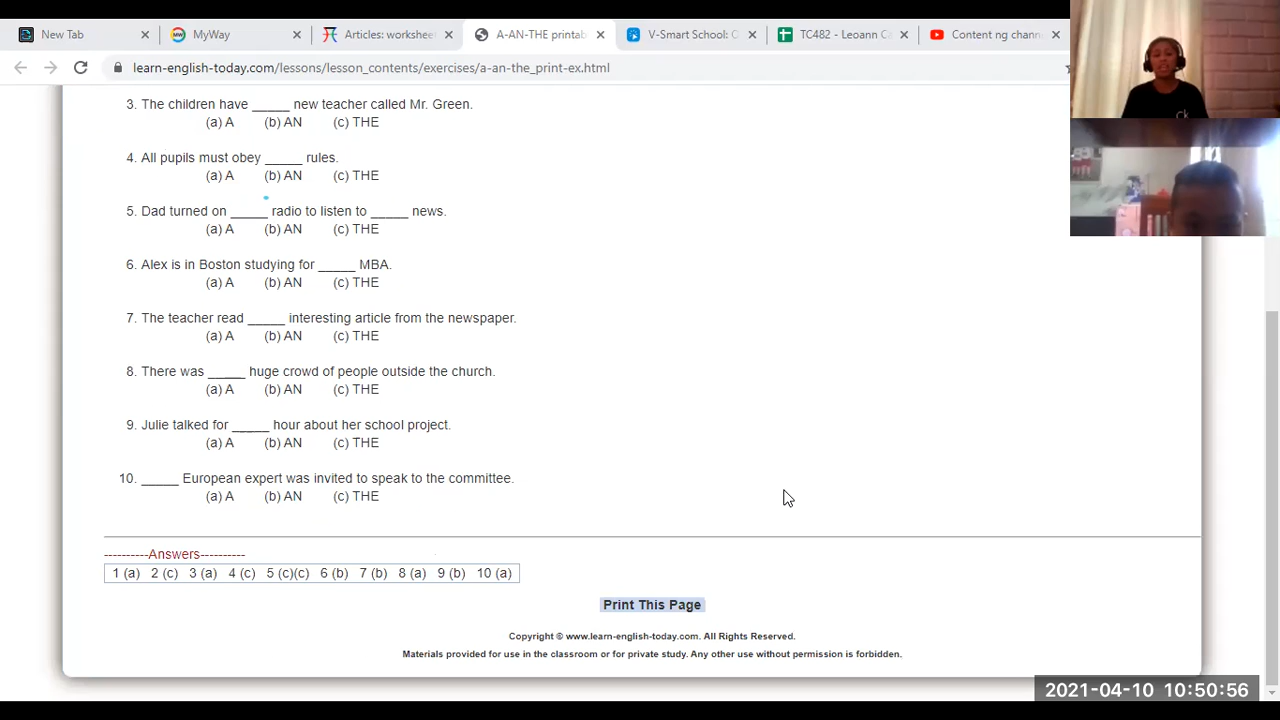 New Tab
MyWay
Articles: workshee
A-AN-THE printab
V-Smart School: C
TC482 - Leoann Ca
Content ng chann
learn-english-today.com/lessons/lesson_contents/exercises/a-an-the_print-ex.html
3. The children have _____ new teacher called Mr. Green.
(a) A (b) AN (c) THE
4. All pupils must obey _____ rules.
(a) A (b) AN (c) THE
5. Dad turned on _____ radio to listen to _____ news.
(a) A (b) AN (c) THE
6. Alex is in Boston studying for _____ MBA.
(a) A (b) AN (c) THE
7. The teacher read _____ interesting article from the newspaper.
(a) A (b) AN (c) THE
8. There was _____ huge crowd of people outside the church.
(a) A (b) AN (c) THE
9. Julie talked for _____ hour about her school project.
(a) A (b) AN (c) THE
10. _____ European expert was invited to speak to the committee.
(a) A (b) AN (c) THE
----------Answers----------
1 (a) 2 (c) 3 (a) 4 (c) 5 (c)(c) 6 (b) 7 (b) 8 (a) 9 (b) 10 (a)
Print This Page
Copyright © www.learn-english-today.com. All Rights Reserved.
Materials provided for use in the classroom or for private study. Any other use without permission is forbidden.
2021-04-10 10:50:56